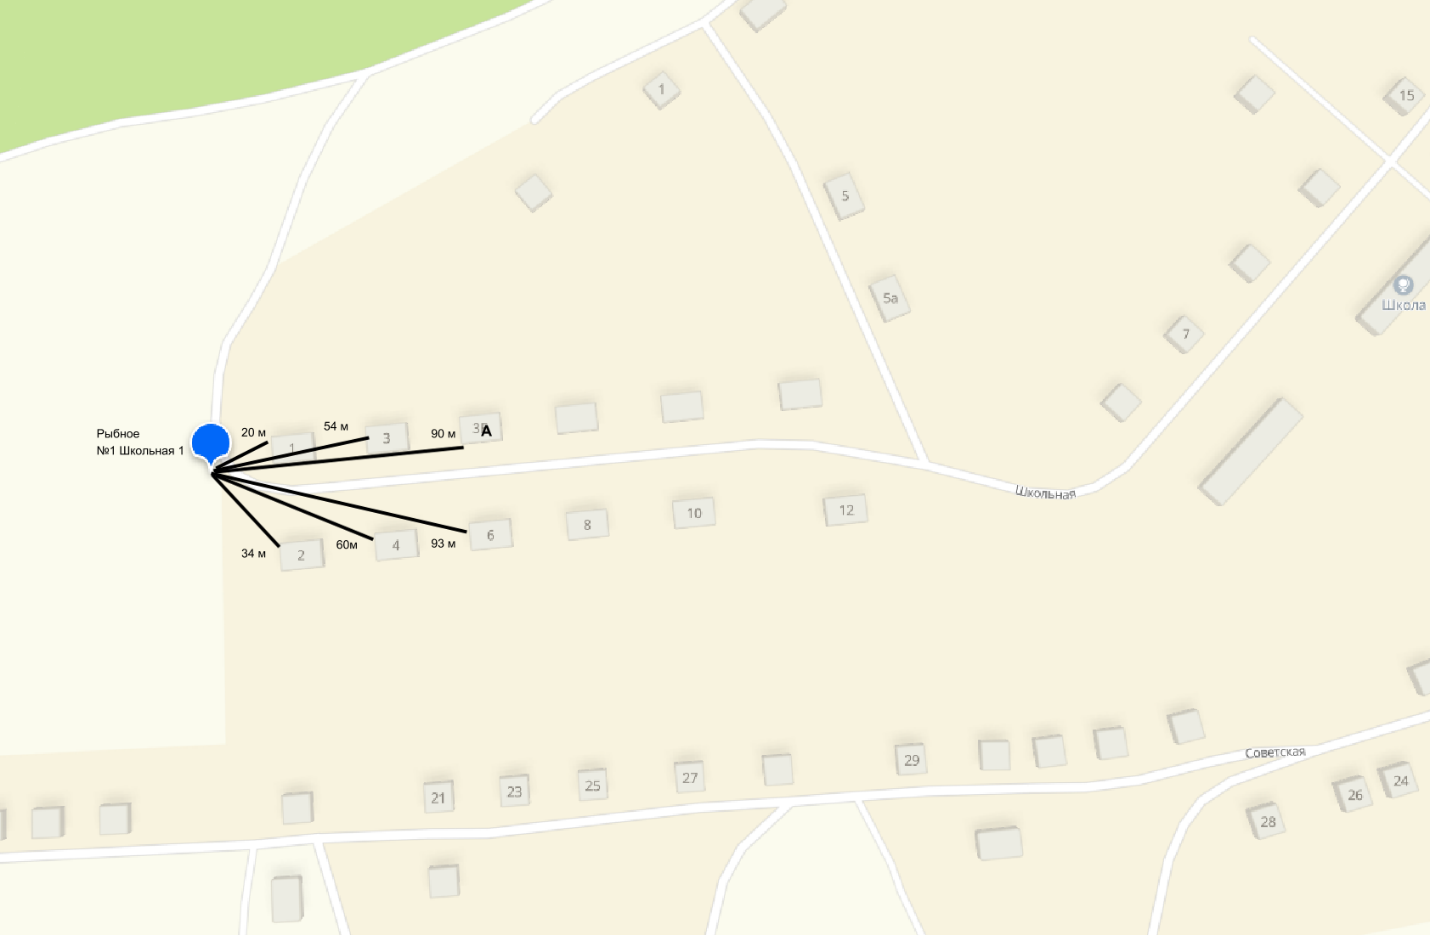 1
15
5
5а
Школа
7
Рыбное
№1 Школьная 1
20 м
54 м
90 м
1
3
А
Школьная
34 м
60м
93 м
2
4
6
8
10
12
Советская
21
23
25
27
29
28
26
24